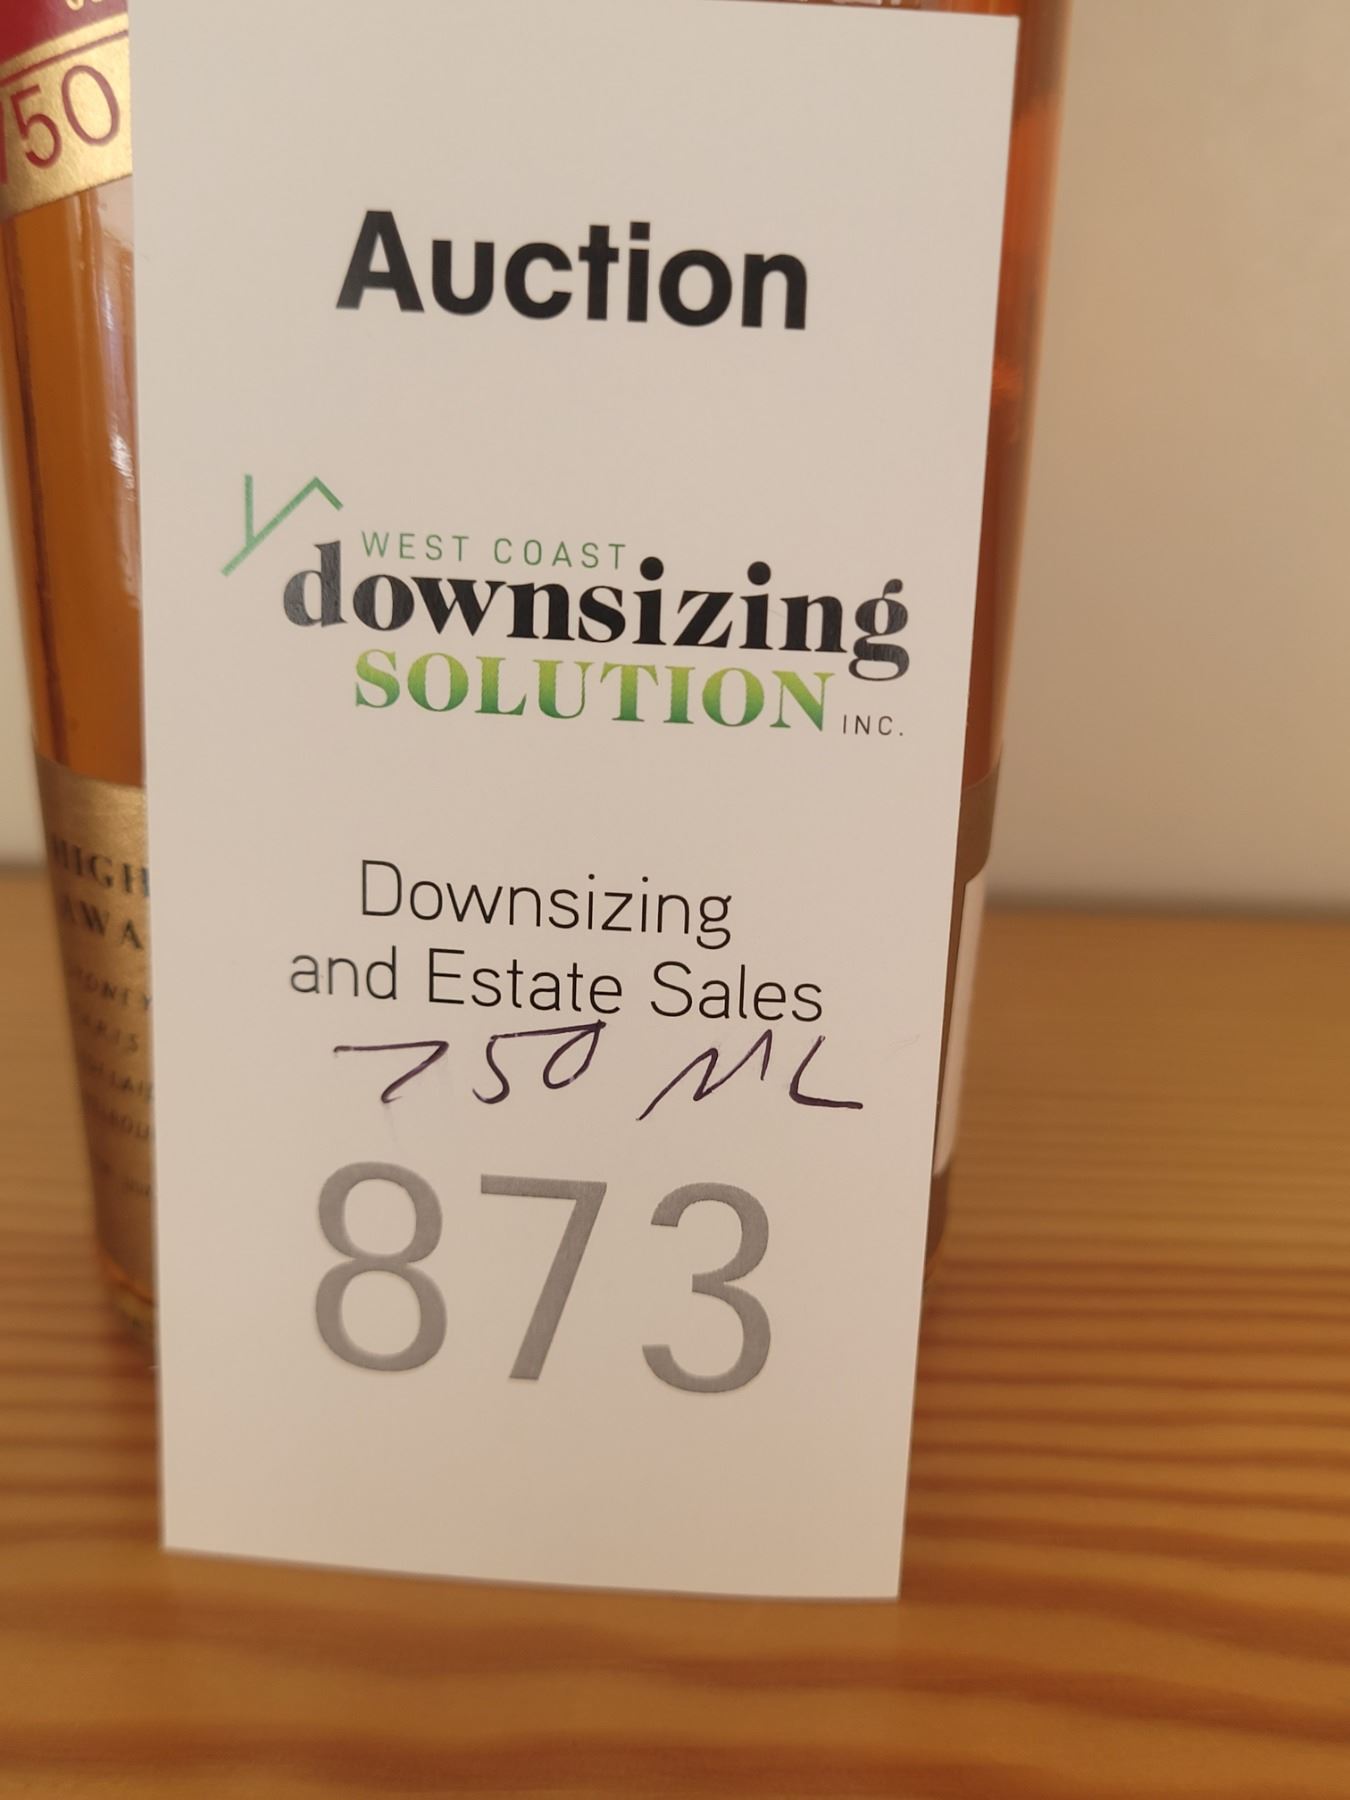 750
Auction
WEST COAST
downsizing
SOLUTION INC.
HIGH
AWA
Downsizing
and Estate Sales
750 ML
873